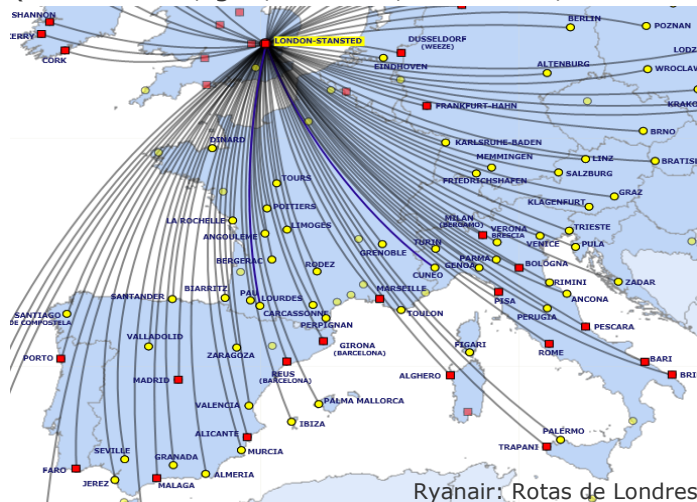 SHANNON
LONDON-STANSTED
BERLIN
POZNAN
CORK
DUSSELDORF
(WEEZE)
EINDHOVEN
ALTENBURG
LODZ
WROCLAW
FRANKFURT-HAHN
KRAKO
BRNO
DINARD
KARLSRUHE-BADEN
MEMMINGEN
LINZ
BRATIS
FRIEDRICHSHAFEN
SALZBURG
TOURS
GRAZ
KLAGENFURT
POITIERS
LA ROCHELLE
LIMOGES
MILAN
(BERGAMO)
VERONA
BRESCIA
TRIESTE
ANGOULEME
GRENOBLE
TURIN
VENICE
PULA
BERGERAC
RODEZ
PARMA
GENOA
BOLOGNA
CUNEO
ZADAR
BIARRITZ
PAU
LOURDES
MARSEILLE
RIMINI
SANTANDER
PISA
ANCONA
CARCASSONNE
TOULON
PERUGIA
SANTIAGO
DE COMPOSTELA
PERPIGNAN
PESCARA
VALLADOLID
ZARAGOZA
GIRONA
(BARCELONA)
FIGARI
ROME
PORTO
REUS
(BARCELONA)
BARI
MADRID
ALGHERO
BRI
VALENCIA
PALMA MALLORCA
IBIZA
ALICANTE
PALERMO
SEVILLE
GRANADA
MURCIA
TRAPANI
FARO
JEREZ
MALAGA
ALMERIA
Ryanair: Rotas de Londres